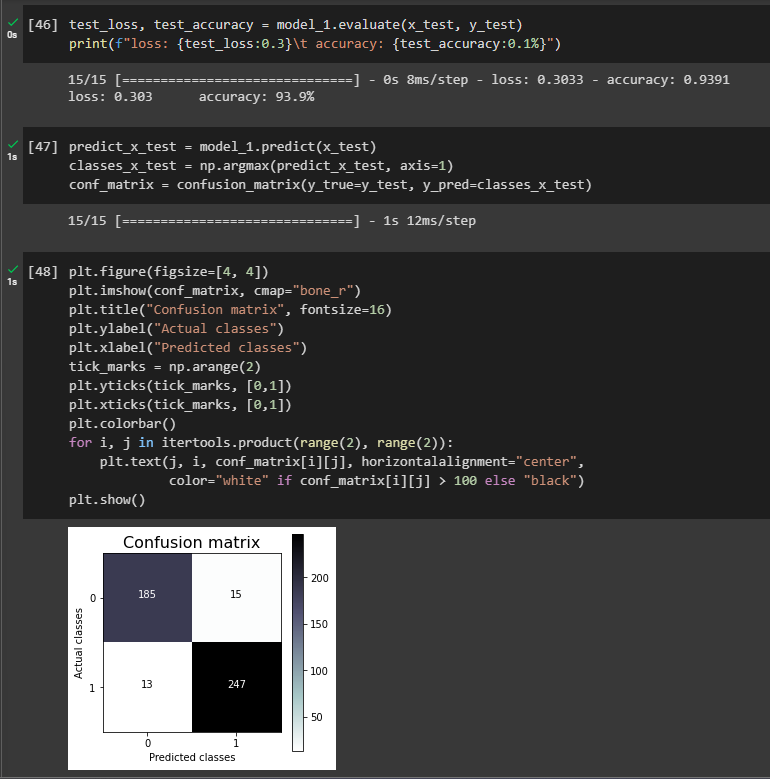 [46] test_loss, test_accuracy = model_1.evaluate(x_test, y_test)
0s
print(f"loss: {test_loss:0.3}\t accuracy: {test_accuracy:0.1%}")
15/15 [==============================] - 0s 8ms/step - loss: 0.3033 - accuracy: 0.9391
loss: 0.303 accuracy: 93.9%
[47] predict_x_test = model_1.predict(x_test)
1s
classes_x_test = np.argmax(predict_x_test, axis=1)
conf_matrix = confusion_matrix(y_true=y_test, y_pred=classes_x_test)
15/15 [==============================] - 1s 12ms/step
[48] plt.figure(figsize=[4, 4])
1s
plt.imshow(conf_matrix, cmap="bone_r")
plt.title("Confusion matrix", fontsize=16)
plt.ylabel("Actual classes")
plt.xlabel("Predicted classes")
tick_marks = np.arange(2)
plt.yticks(tick_marks, [0,1])
plt.xticks(tick_marks, [0,1])
plt.colorbar()
for i, j in itertools.product(range(2), range(2)):
    plt.text(j, i, conf_matrix[i][j], horizontalalignment="center",
             color="white" if conf_matrix[i][j] > 100 else "black")
plt.show()
Confusion matrix
Actual classes
0
185 15
1
13 247
0 1
Predicted classes
200
150
100
50